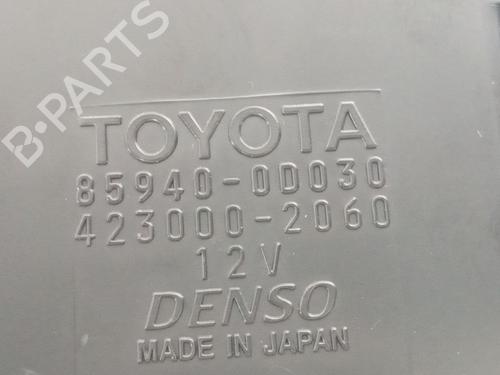 B-PARTS
TOYOTA
85940-0D030
423000-2060
12V
DENSO
MADE IN JAPAN